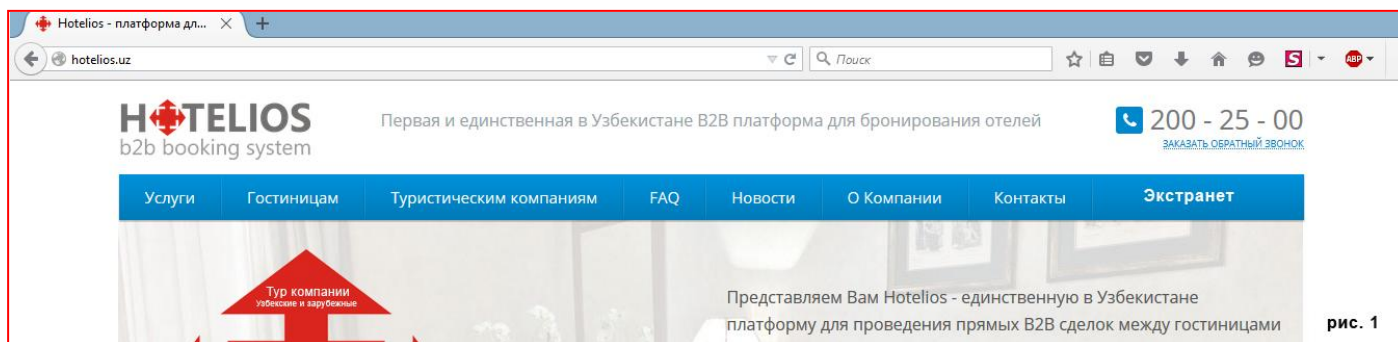 Hotelios - платформа дл...
hotelios.uz
Поиск
ABP
S
HOTELIOS
b2b booking system
Первая и единственная в Узбекистане B2B платформа для бронирования отелей
200 - 25 - 00
ЗАКАЗАТЬ ОБРАТНЫЙ ЗВОНОК
Услуги Гостиницам Туристическим компаниям FAQ Новости О Компании Контакты Экстранет
Тур компании
Узбекские и зарубежные
Представляем Вам Hotelios - единственную в Узбекистане
платформу для проведения прямых B2B сделок между гостиницами
рис. 1